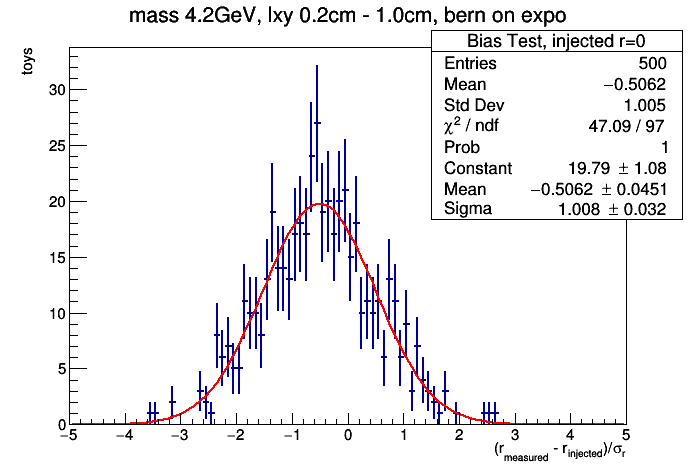 mass 4.2GeV, lxy 0.2cm - 1.0cm, bern on expo
Bias Test, injected r=0
Entries 500
Mean −0.5062
Std Dev 1.005
χ² / ndf 47.09 / 97
Prob 1
Constant 19.79 ± 1.08
Mean −0.5062 ± 0.0451
Sigma 1.008 ± 0.032
toys
30
25
20
15
10
5
0
−5 −4 −3 −2 −1 0 1 2 3 4 5
(r_measured - r_injected)/σ_r